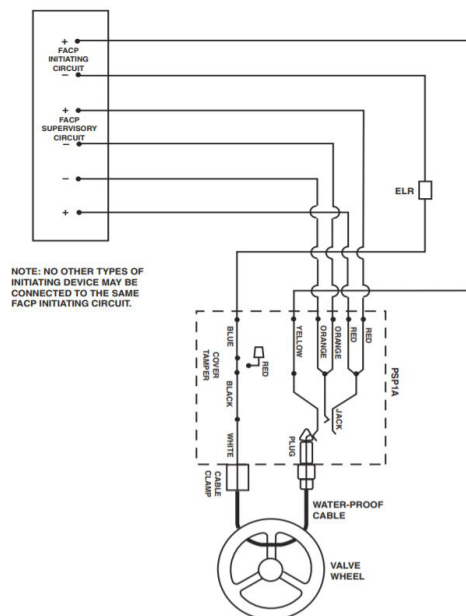 +
FACP
INITIATING
CIRCUIT
−
+
FACP
SUPERVISORY
CIRCUIT
−
−
+
ELR
NOTE: NO OTHER TYPES OF
INITIATING DEVICE MAY BE
CONNECTED TO THE SAME
FACP INITIATING CIRCUIT.
BLUE
YELLOW
ORANGE
ORANGE
RED
RED
COVER
TAMPER
RED
PSP1A
BLACK
JACK
WHITE
PLUG
CABLE
CLAMP
WATER-PROOF
CABLE
VALVE
WHEEL